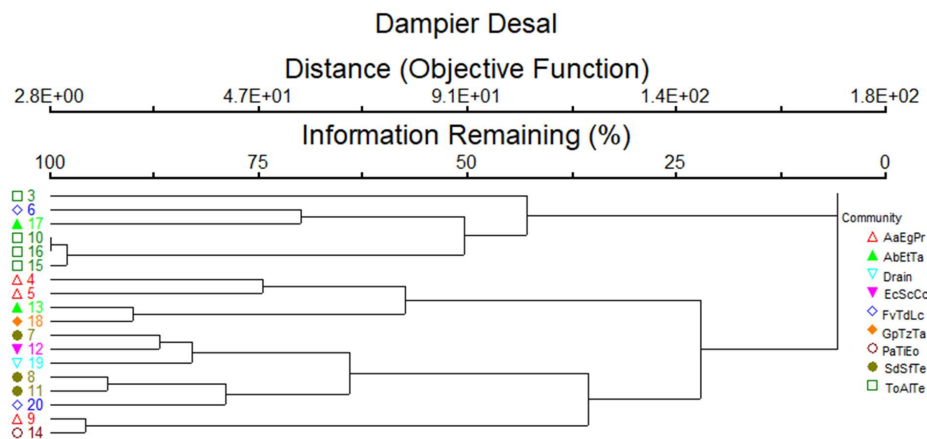 Dampier Desal
Distance (Objective Function)
2.8E+00 4.7E+01 9.1E+01 1.4E+02 1.8E+02
Information Remaining (%)
100 75 50 25 0
3
6
17
10
16
15
4
5
13
18
7
12
19
8
11
20
9
14
Community
AaEgPr
AbEtTa
Drain
EcScCc
FvTdLc
GpTzTa
PaTiEo
SdSfTe
ToAlTe